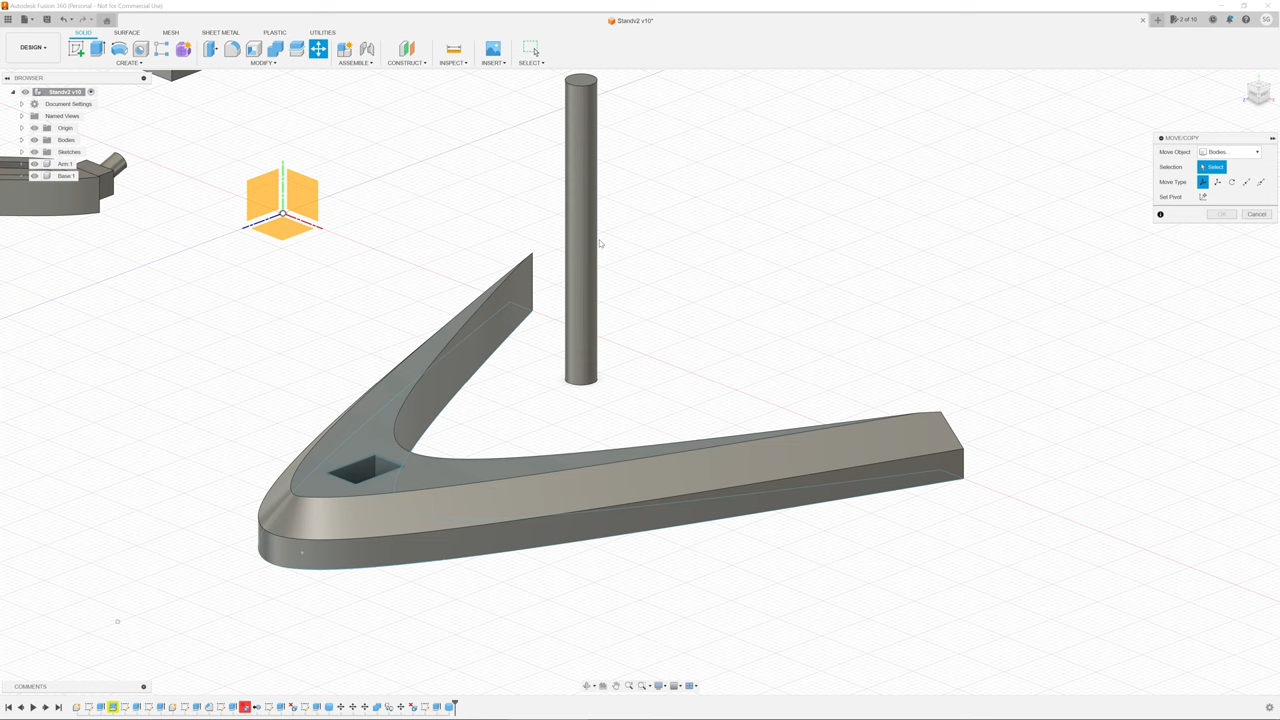 Autodesk Fusion 360 (Personal - Not for Commercial Use)
Standv2 v10*
2 of 10
SG
SOLID
SURFACE
MESH
SHEET METAL
PLASTIC
UTILITIES
DESIGN
CREATE
MODIFY
ASSEMBLE
CONSTRUCT
INSPECT
INSERT
SELECT
BROWSER
Standv2 v10
Document Settings
Named Views
Origin
Bodies
Sketches
Arm:1
Base:1
MOVE/COPY
Move Object
Bodies...
Selection
Select
Move Type
Set Pivot
OK
Cancel
COMMENTS